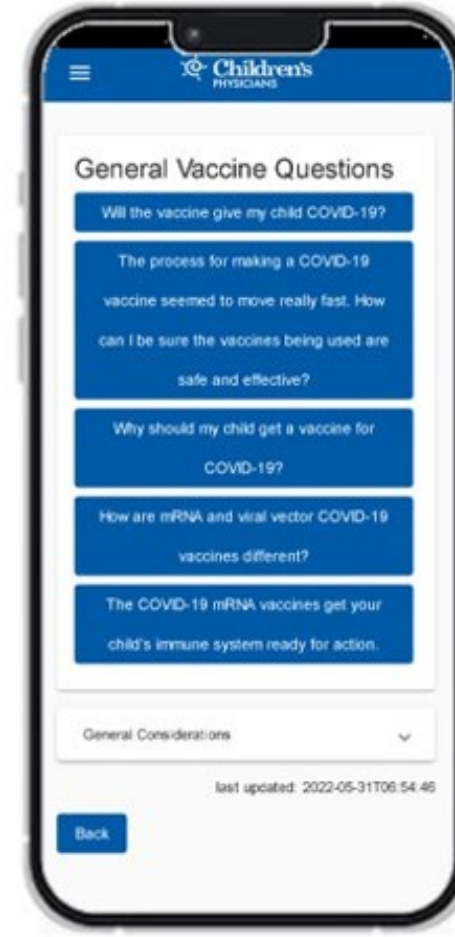 Children's
PHYSICIANS
General Vaccine Questions
Will the vaccine give my child COVID-19?
The process for making a COVID-19
vaccine seemed to move really fast. How
can I be sure the vaccines being used are
safe and effective?
Why should my child get a vaccine for
COVID-19?
How are mRNA and viral vector COVID-19
vaccines different?
The COVID-19 mRNA vaccines get your
child's immune system ready for action.
General Considerations
last updated: 2022-05-31T06:54:46
Back